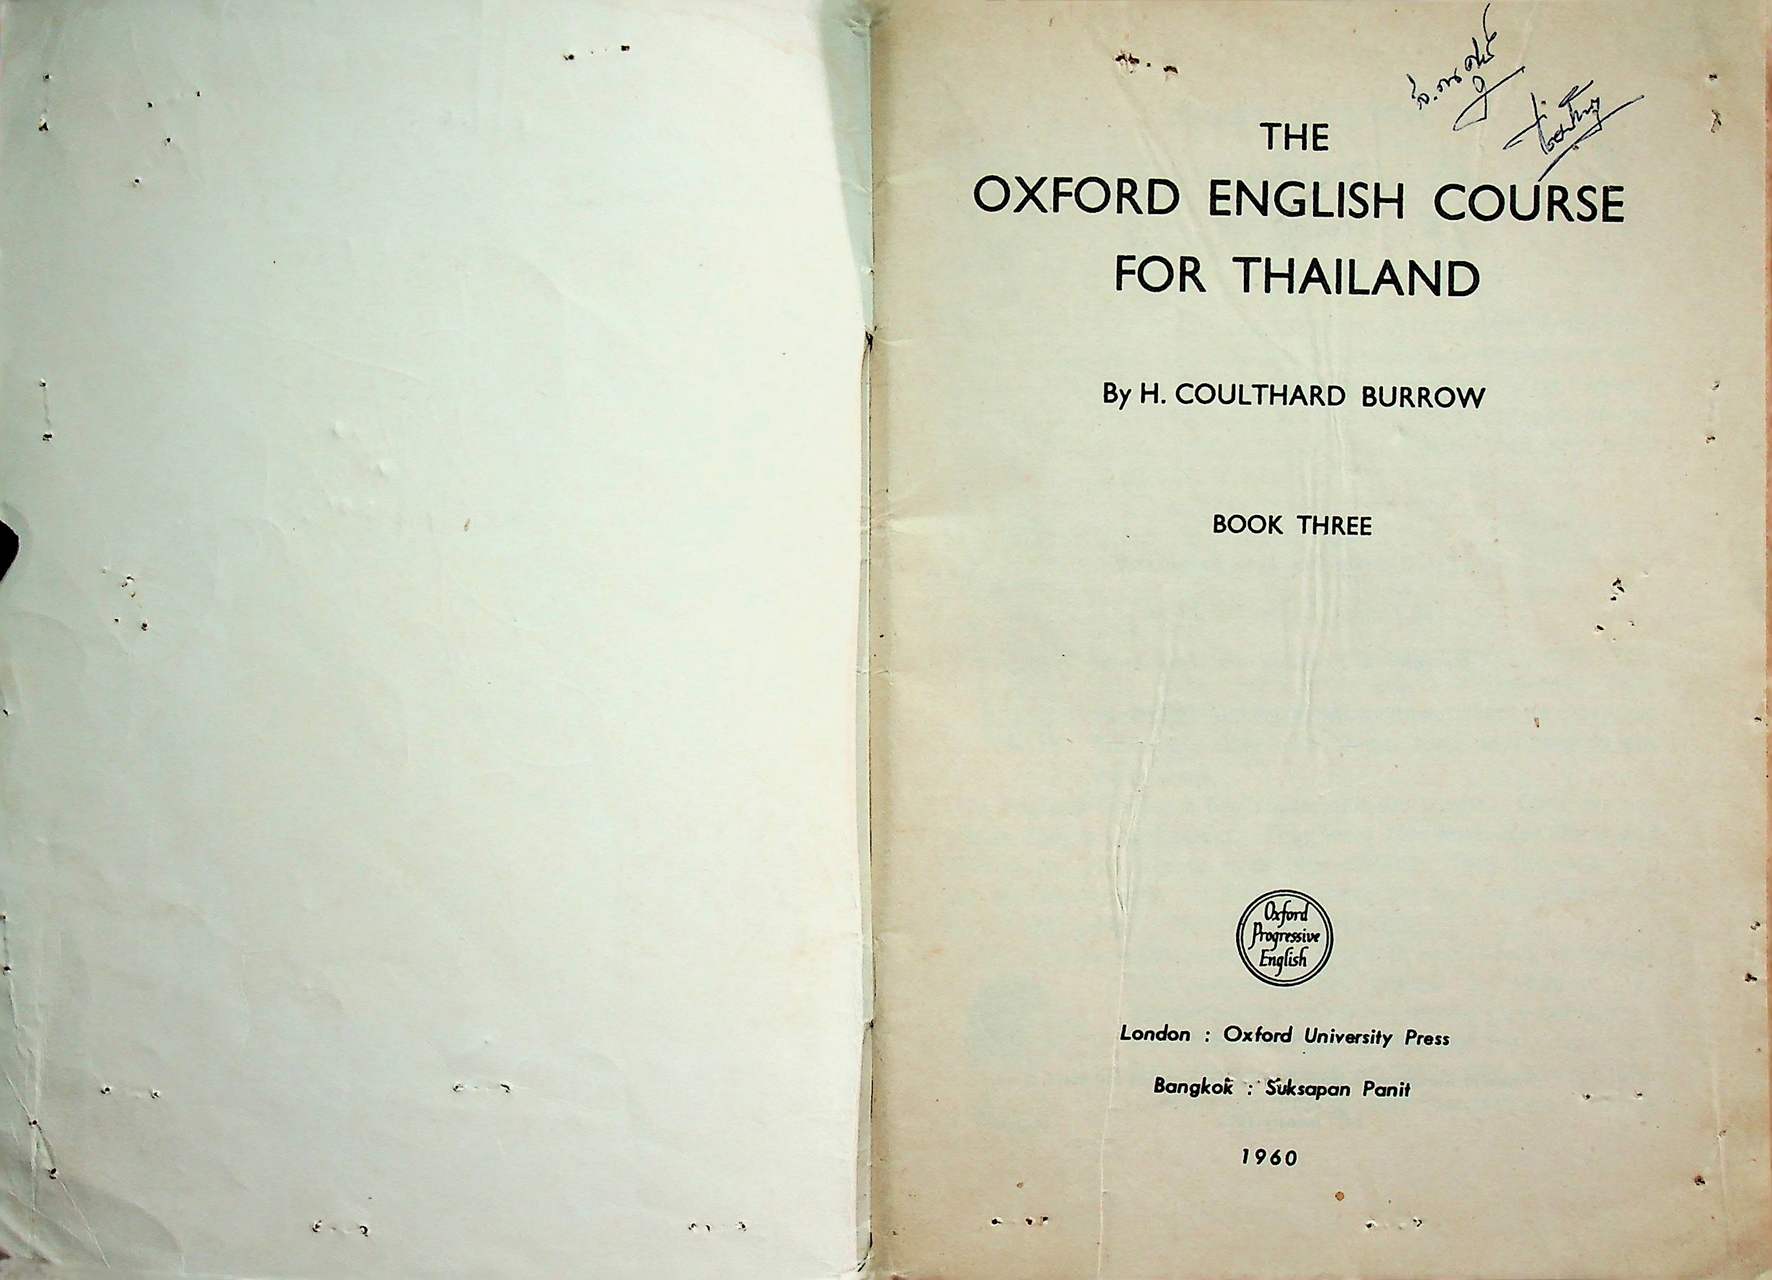 THE
OXFORD ENGLISH COURSE
FOR THAILAND
By H. COULTHARD BURROW
BOOK THREE
Oxford
Progressive
English
London : Oxford University Press
Bangkok : Suksapan Panit
1960